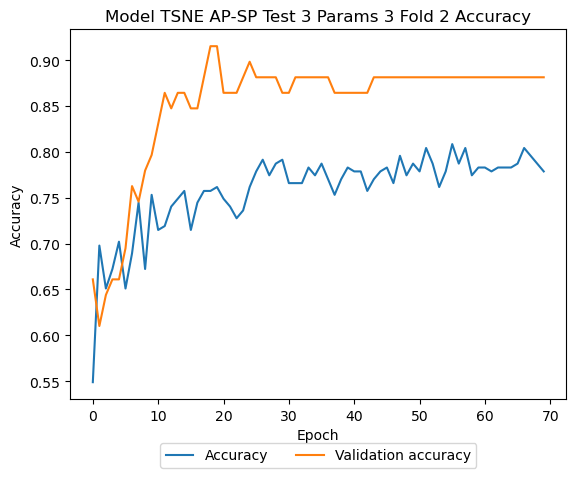 Model TSNE AP-SP Test 3 Params 3 Fold 2 Accuracy
0.90
0.85
0.80
0.75
0.70
0.65
0.60
0.55
Accuracy
0 10 20 30 40 50 60 70
Epoch
Accuracy Validation accuracy